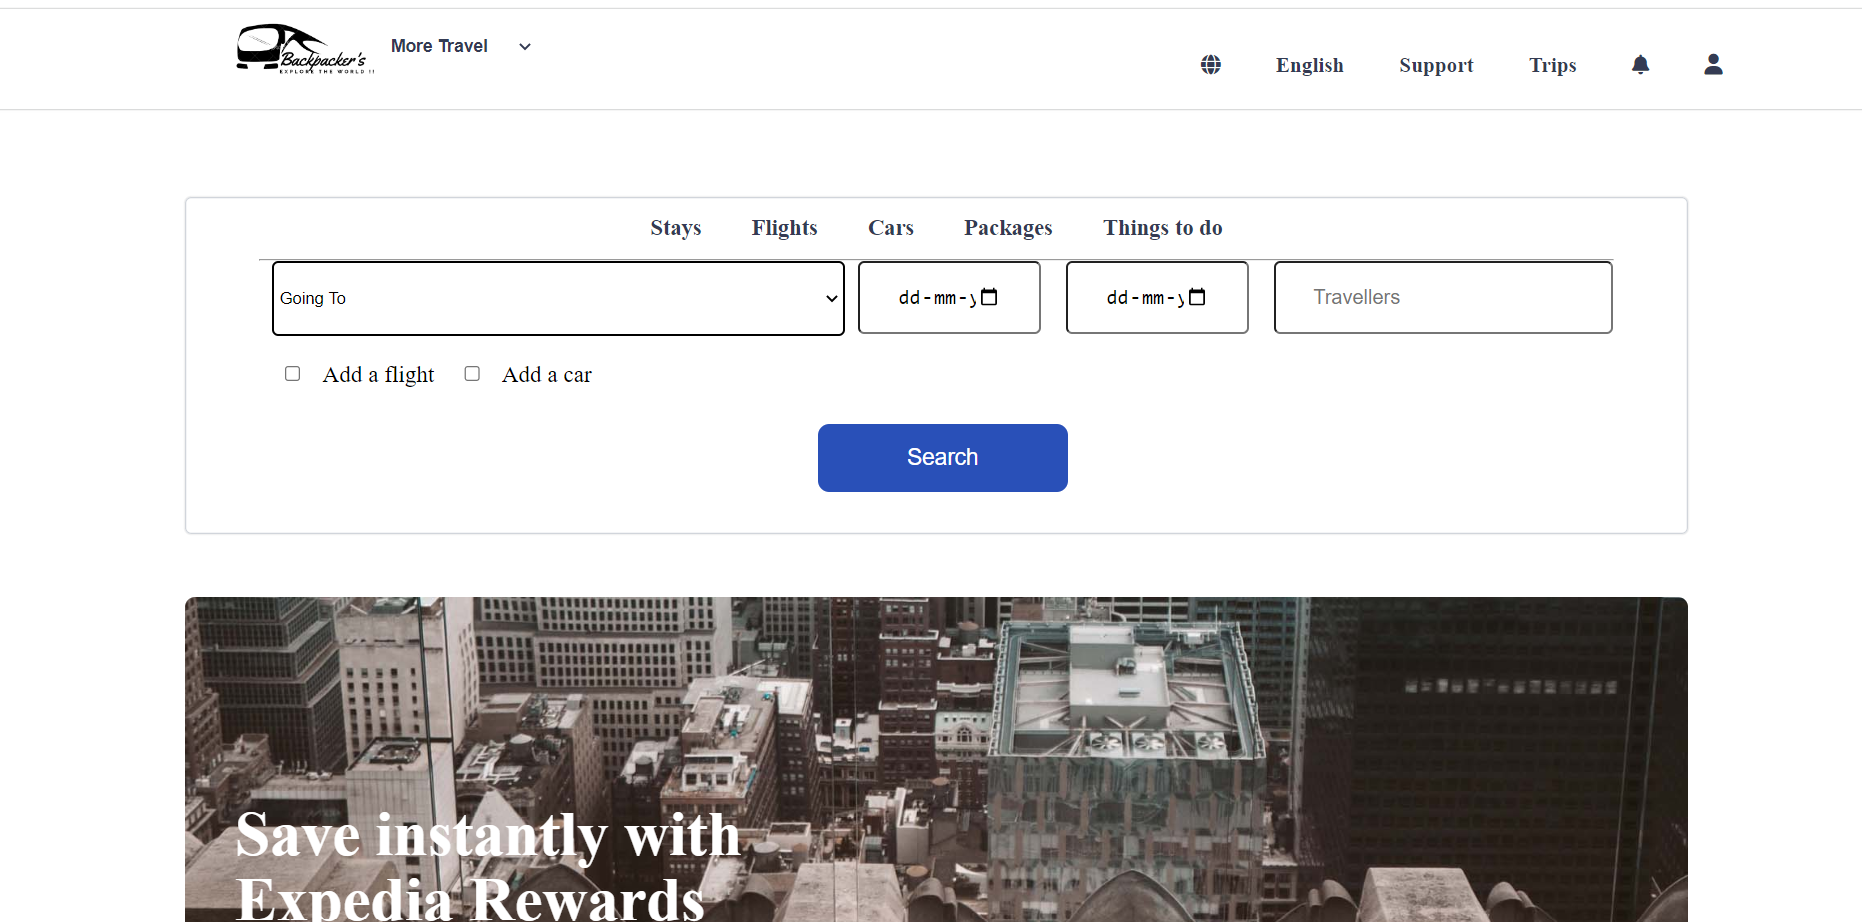 Backpacker's
EXPLORE THE WORLD !!
More Travel
English
Support
Trips
Stays
Flights
Cars
Packages
Things to do
Going To
dd-mm-y
dd-mm-y
Travellers
Add a flight
Add a car
Search
Save instantly with
Expedia Rewards